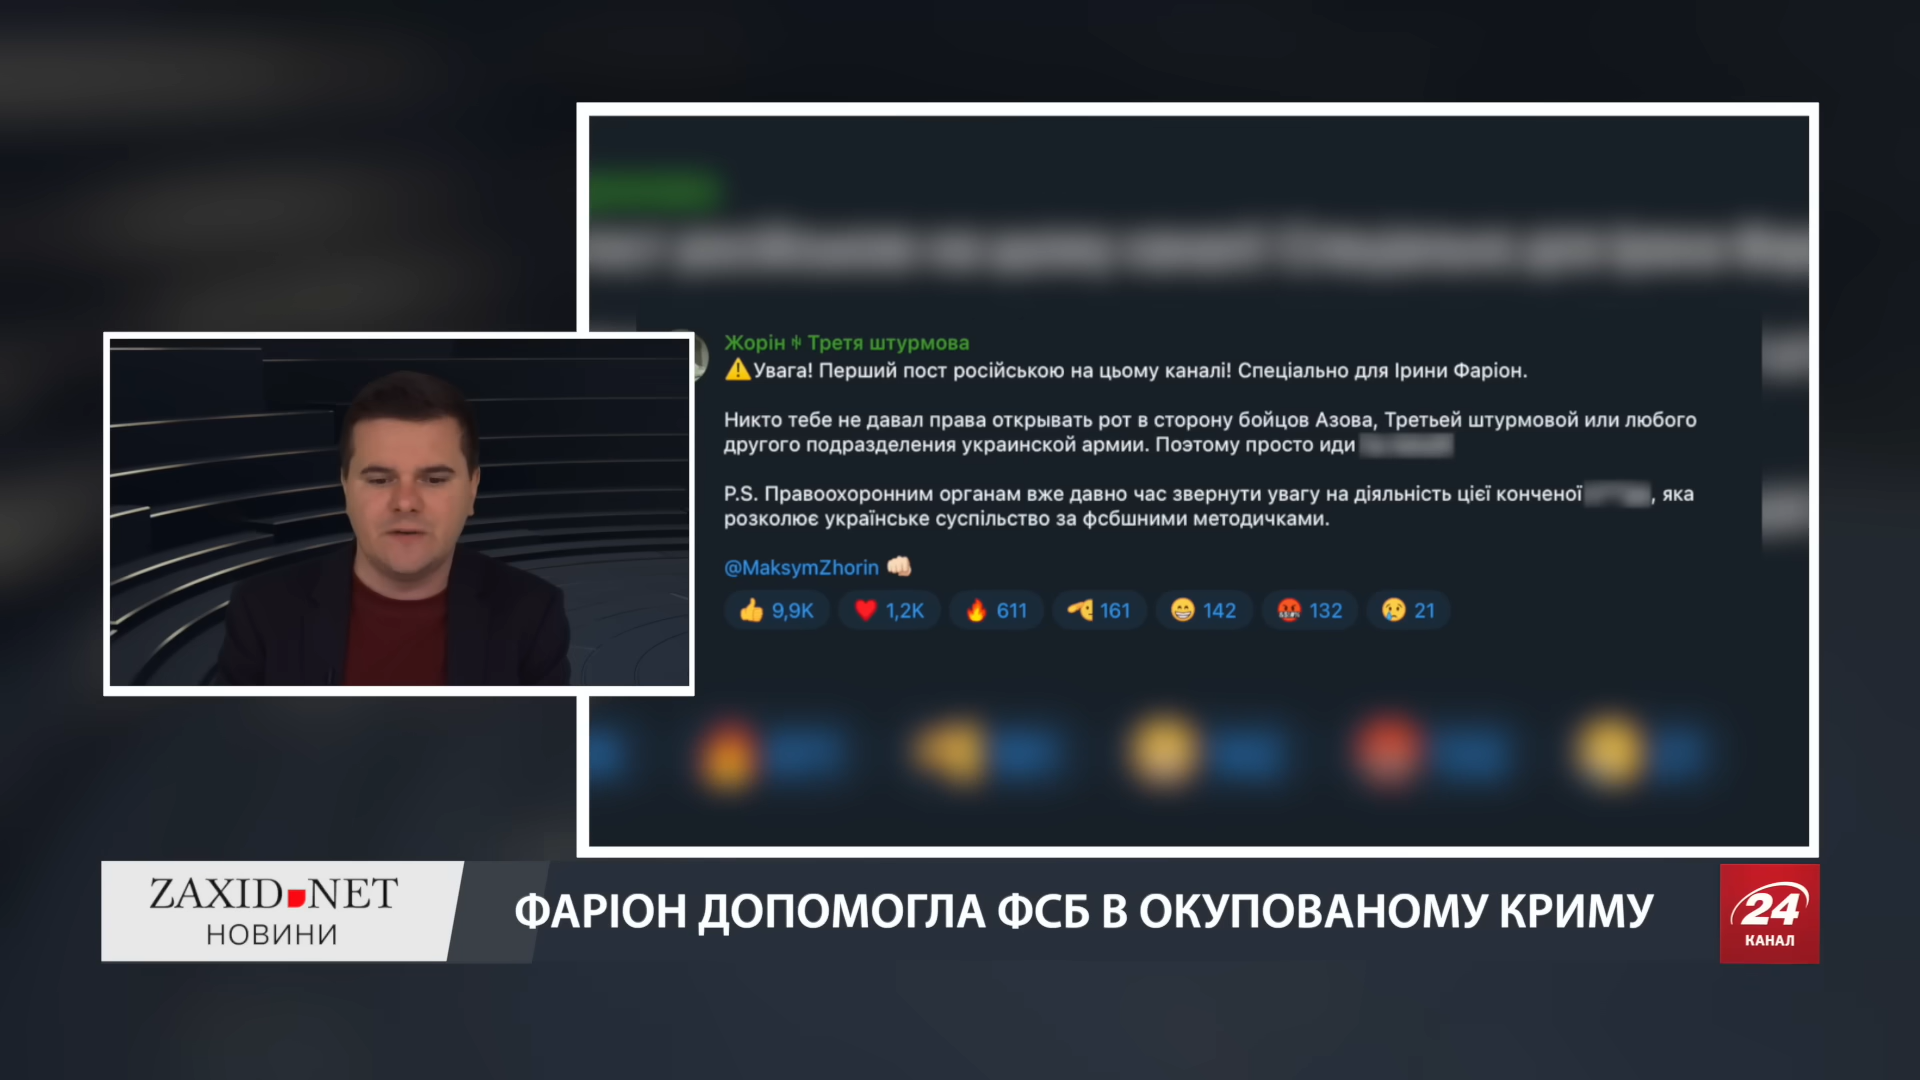 Жорін Третя штурмова
⚠️Увага! Перший пост російською на цьому каналі! Спеціально для Ірини Фаріон.
Никто тебе не давал права открывать рот в сторону бойцов Азова, Третьей штурмовой или любого
другого подразделения украинской армии. Поэтому просто иди
P.S. Правоохоронним органам вже давно час звернути увагу на діяльність цієї конченої , яка
розколює українське суспільство за фсбшними методичками.
@MaksymZhorin 👊🏻
👍 9,9K ❤️ 1,2K 🔥 611 🫡 161 😁 142 🤬 132 😢 21
ZAXID.NET
НОВИНИ
ФАРІОН ДОПОМОГЛА ФСБ В ОКУПОВАНОМУ КРИМУ
24
КАНАЛ